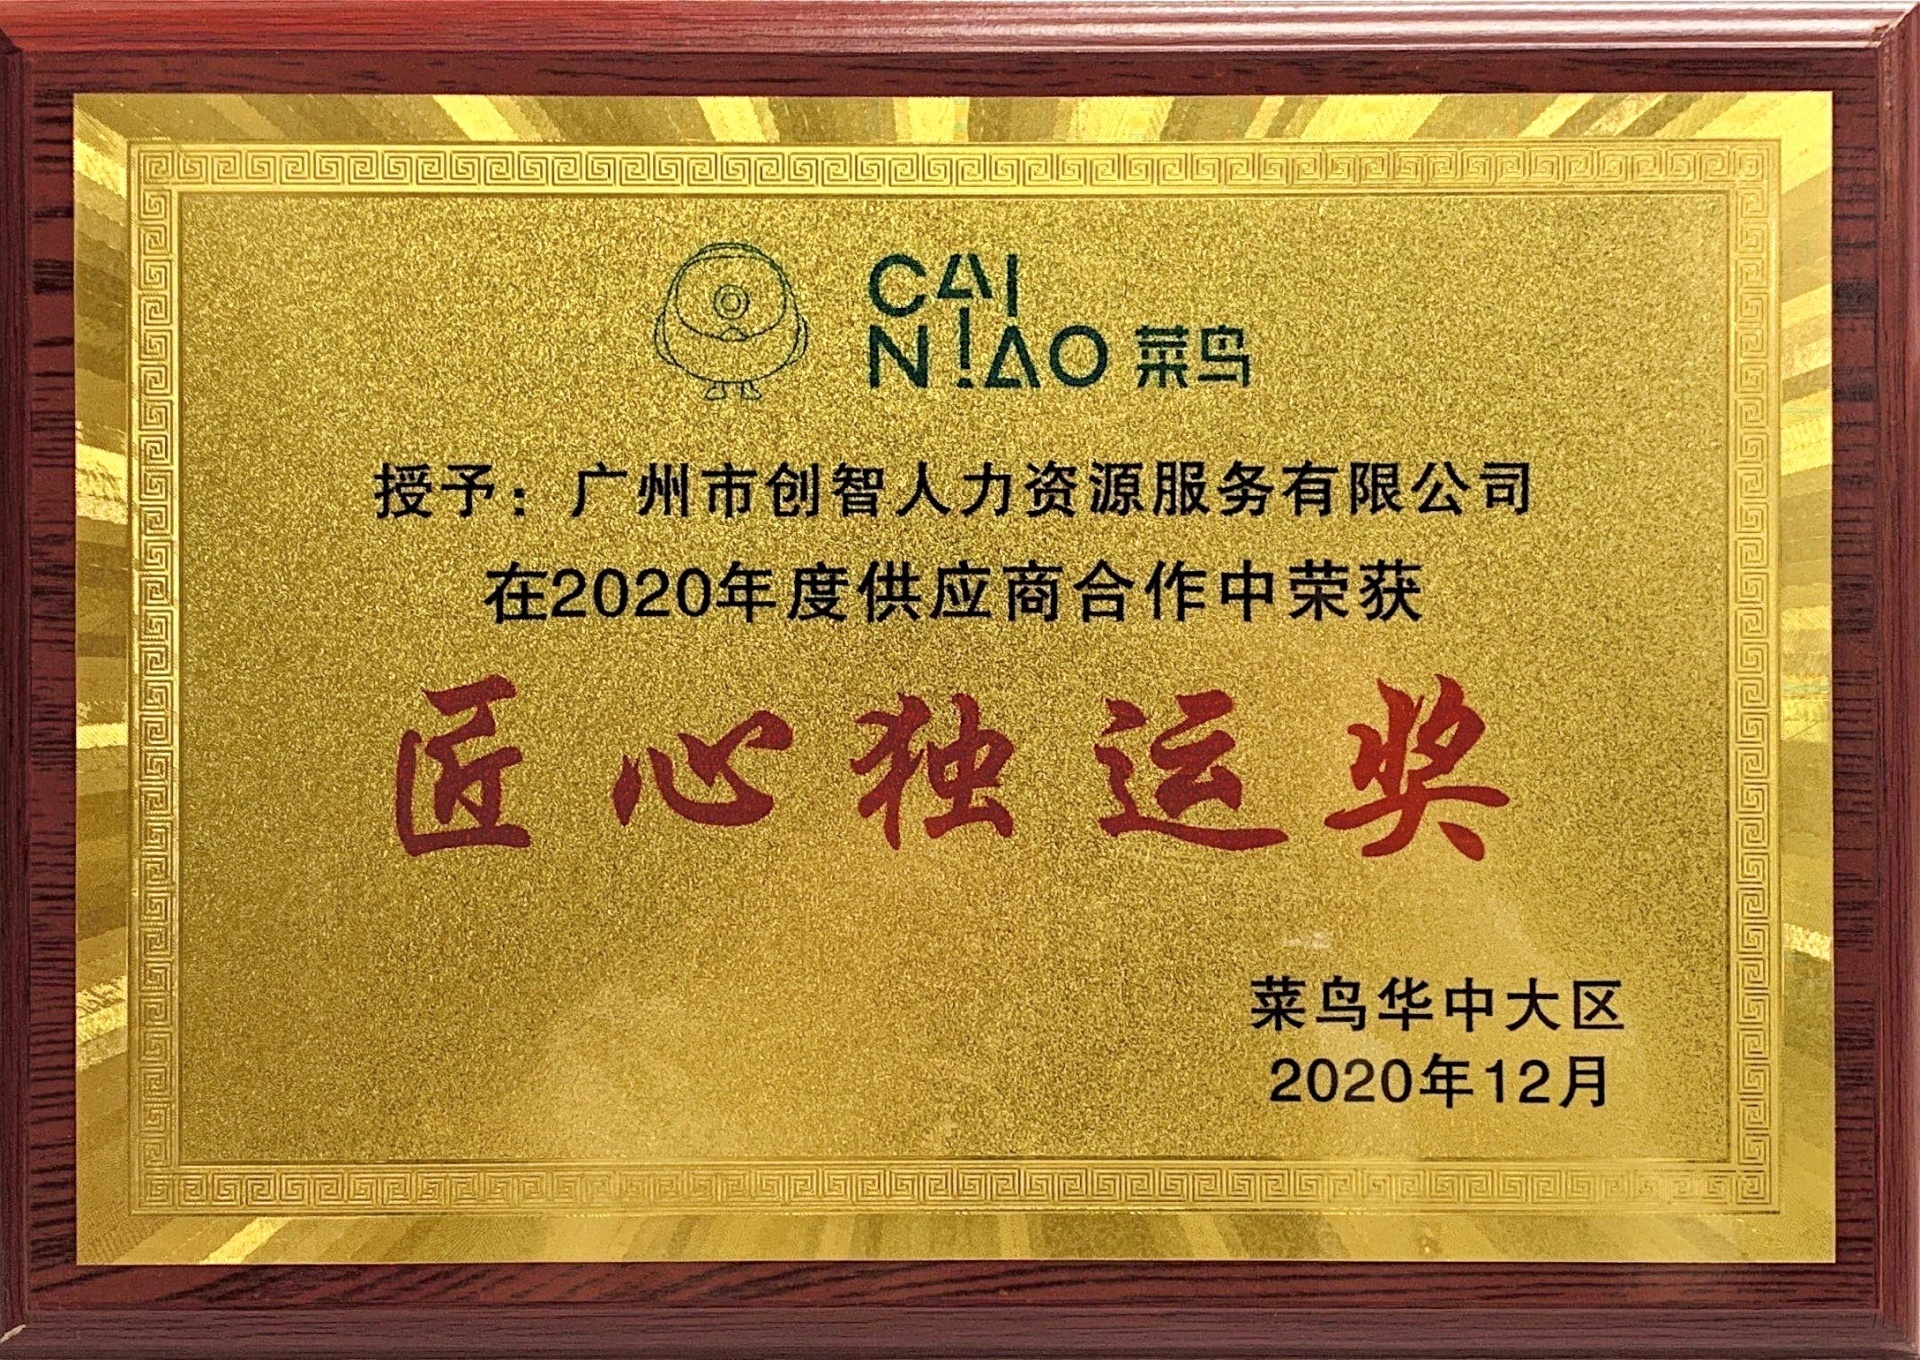 CAI
NIAO 菜鸟
授予：广州市创智人力资源服务有限公司
在2020年度供应商合作中荣获
匠心独运奖
菜鸟华中大区
2020年12月